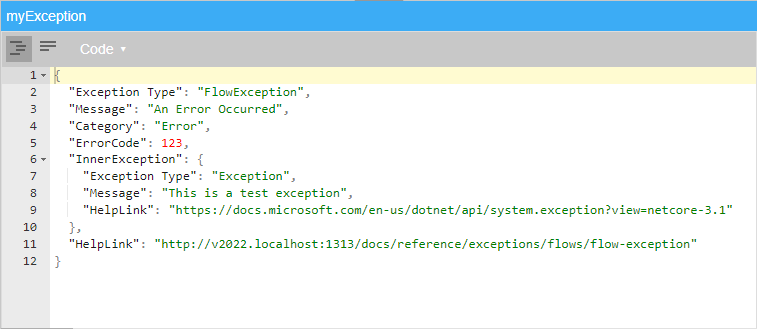 myException
Code
1 {
2 "Exception Type": "FlowException",
3 "Message": "An Error Occurred",
4 "Category": "Error",
5 "ErrorCode": 123,
6 "InnerException": {
7 "Exception Type": "Exception",
8 "Message": "This is a test exception",
9 "HelpLink": "https://docs.microsoft.com/en-us/dotnet/api/system.exception?view=netcore-3.1"
10 },
11 "HelpLink": "http://v2022.localhost:1313/docs/reference/exceptions/flows/flow-exception"
12 }